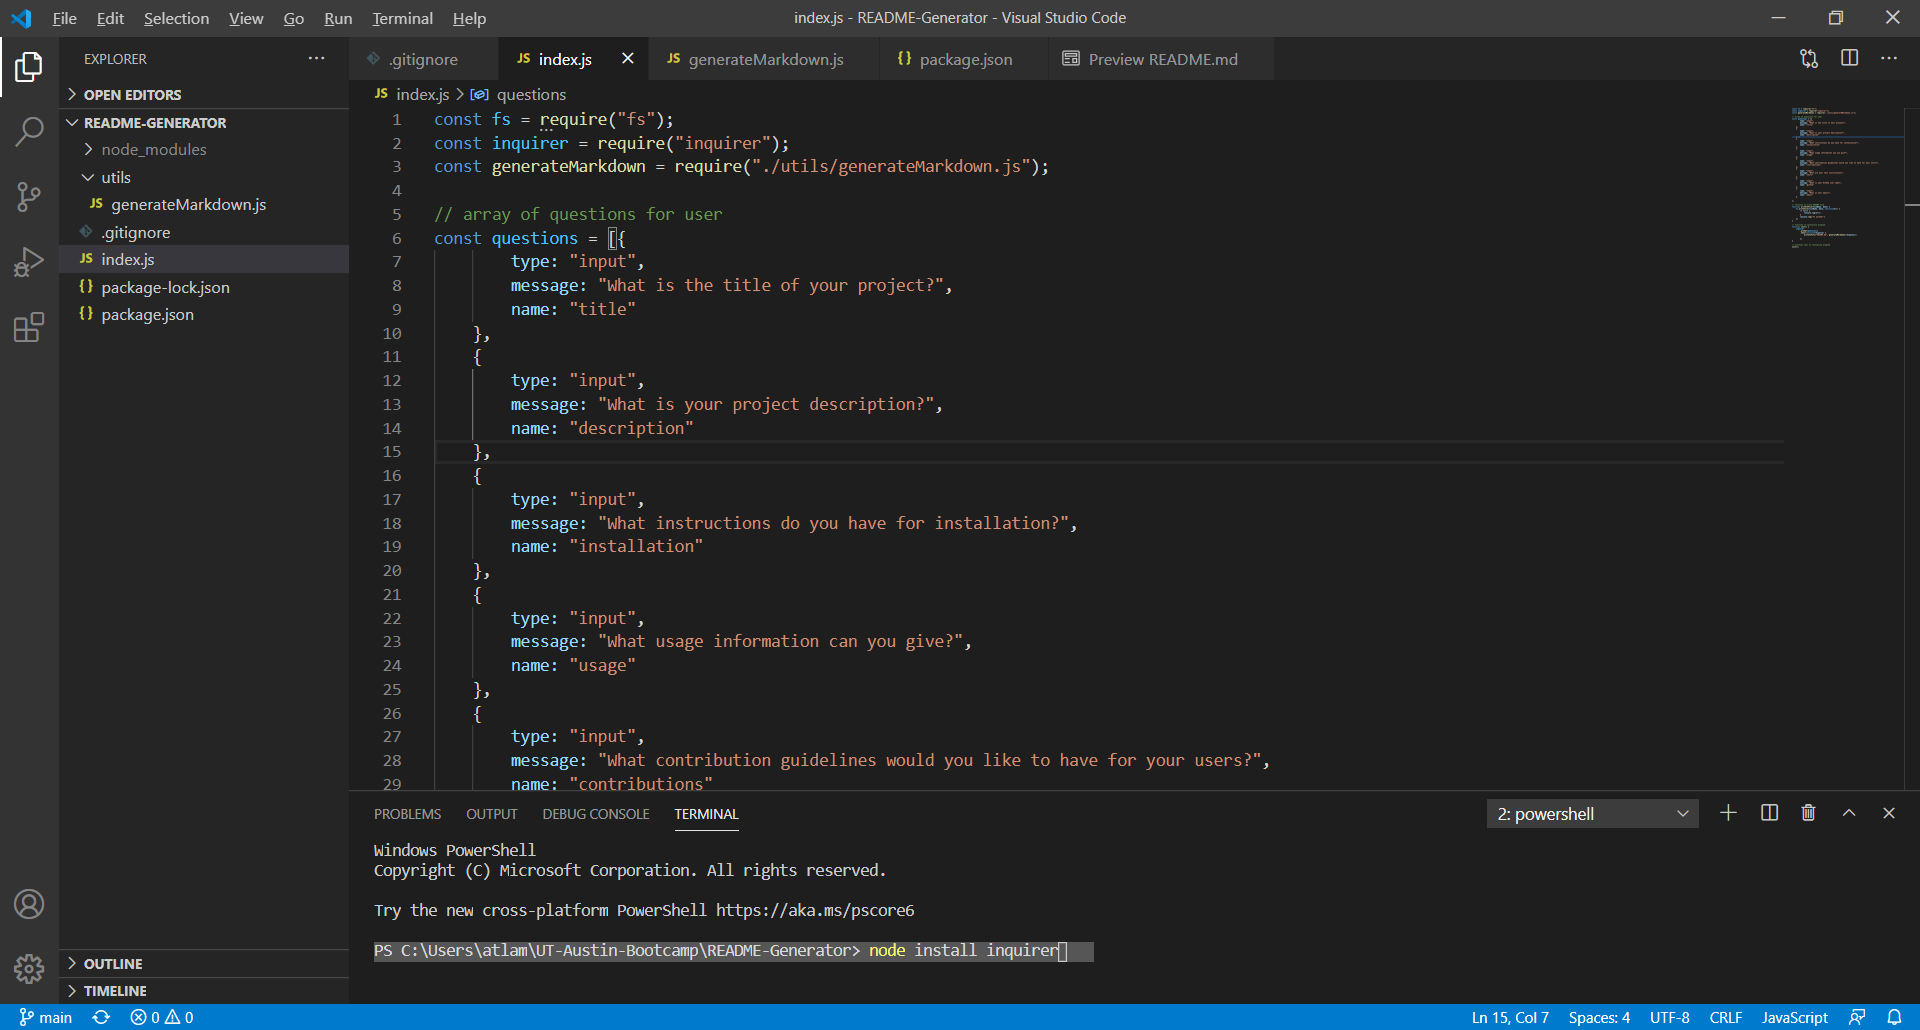 File Edit Selection View Go Run Terminal Help index.js - README-Generator - Visual Studio Code
EXPLORER
OPEN EDITORS
README-GENERATOR
node_modules
utils
JS generateMarkdown.js
.gitignore
JS index.js
{} package-lock.json
{} package.json
OUTLINE
TIMELINE
.gitignore JS index.js JS generateMarkdown.js {} package.json Preview README.md
JS index.js > questions
1 const fs = require("fs");
2 const inquirer = require("inquirer");
3 const generateMarkdown = require("./utils/generateMarkdown.js");
4
5 // array of questions for user
6 const questions = [{
7 type: "input",
8 message: "What is the title of your project?",
9 name: "title"
10 },
11 {
12 type: "input",
13 message: "What is your project description?",
14 name: "description"
15 },
16 {
17 type: "input",
18 message: "What instructions do you have for installation?",
19 name: "installation"
20 },
21 {
22 type: "input",
23 message: "What usage information can you give?",
24 name: "usage"
25 },
26 {
27 type: "input",
28 message: "What contribution guidelines would you like to have for your users?",
29 name: "contributions"
PROBLEMS OUTPUT DEBUG CONSOLE TERMINAL 2: powershell
Windows PowerShell
Copyright (C) Microsoft Corporation. All rights reserved.
Try the new cross-platform PowerShell https://aka.ms/pscore6
PS C:\Users\atlam\UT-Austin-Bootcamp\README-Generator> node install inquirer
main 0 0 Ln 15, Col 7 Spaces: 4 UTF-8 CRLF JavaScript